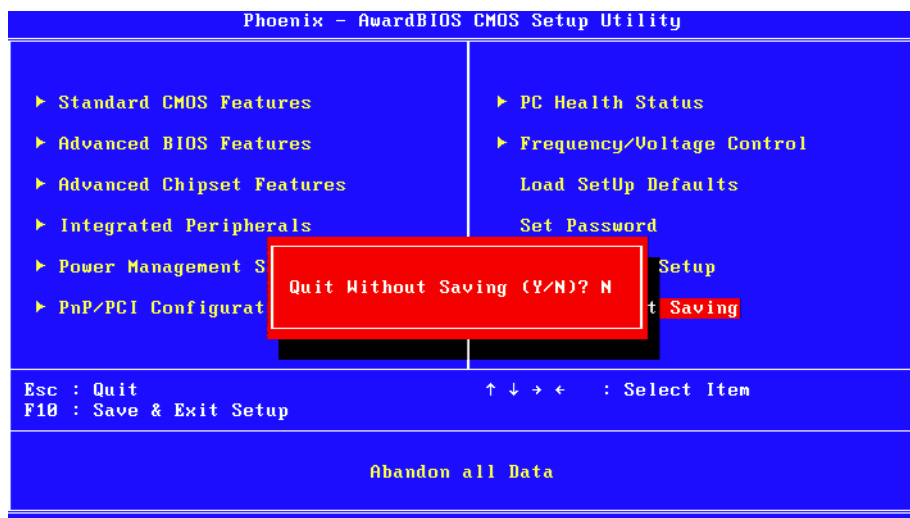 Phoenix - AwardBIOS CMOS Setup Utility
► Standard CMOS Features
► Advanced BIOS Features
► Advanced Chipset Features
► Integrated Peripherals
► Power Management S
► PnP/PCI Configurat
► PC Health Status
► Frequency/Voltage Control
Load SetUp Defaults
Set Password
Setup
t Saving
Quit Without Saving (Y/N)? N
Esc : Quit
F10 : Save & Exit Setup
↑ ↓ → ← : Select Item
Abandon all Data